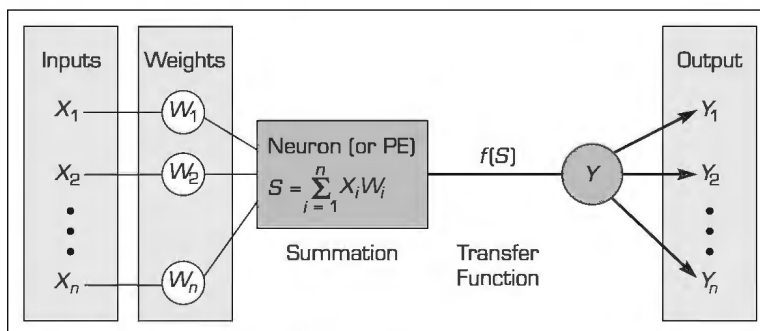 Inputs
Weights
Output
X1
W1
Y1
Neuron (or PE)
f(S)
X2
W2
S = n∑i = 1 XiWi
Y
Y2
Summation
Transfer
Function
Xn
Wn
Yn